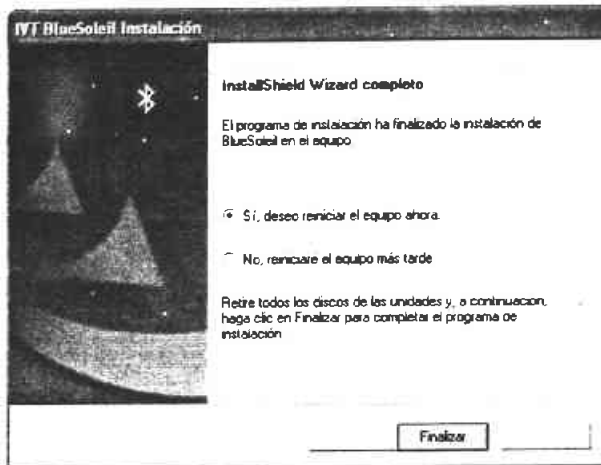 IVT BlueSoleil Instalación
InstallShield Wizard completo
El programa de instalación ha finalizado la instalación de
BlueSoleil en el equipo.
Sí, deseo reiniciar el equipo ahora.
No, reiniciare el equipo más tarde
Retire todos los discos de las unidades y, a continuacion,
haga clic en Finalizar para completar el programa de
instalación
Finalizar